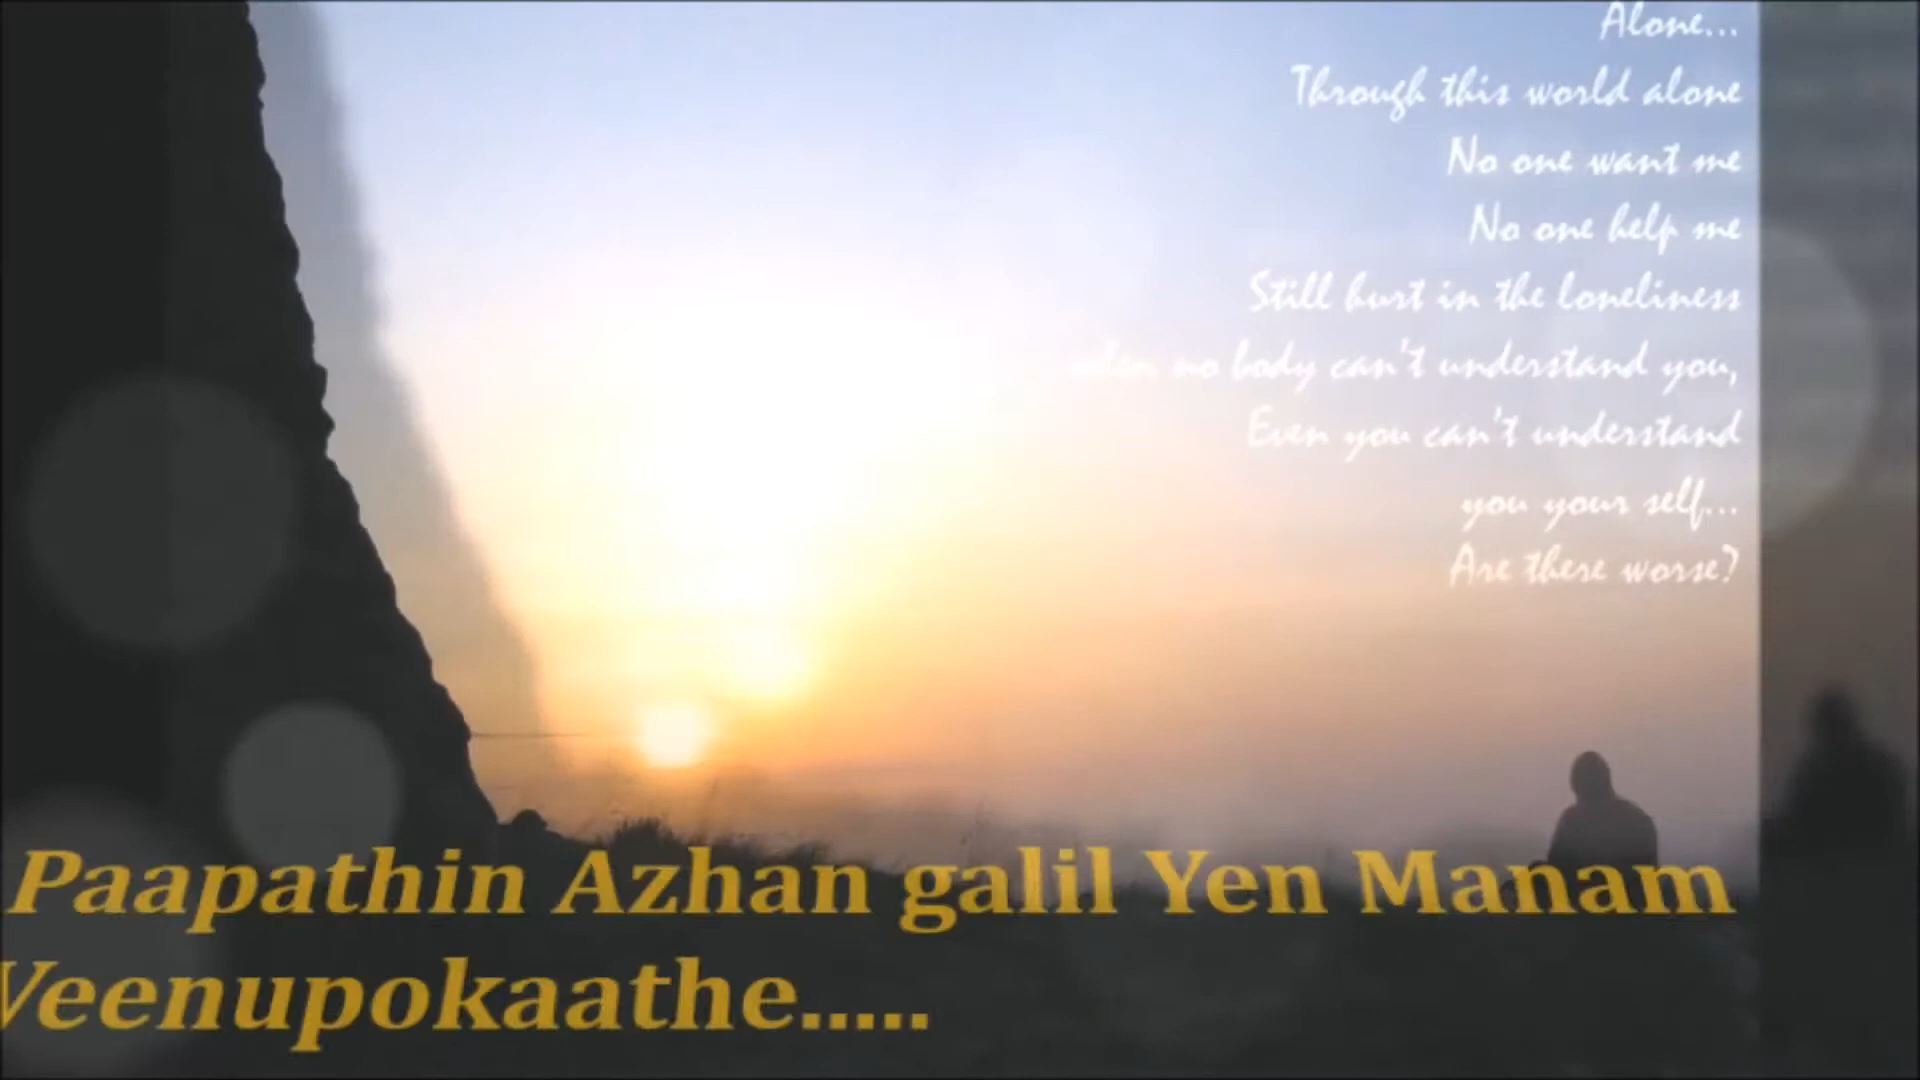 Alone...
Through this world alone
No one want me
No one help me
Still hurt in the loneliness
when no body can't understand you,
Even you can't understand
you your self...
Are there worse?
Paapathin Azhan galil Yen Manam
Veenupokaathe.....